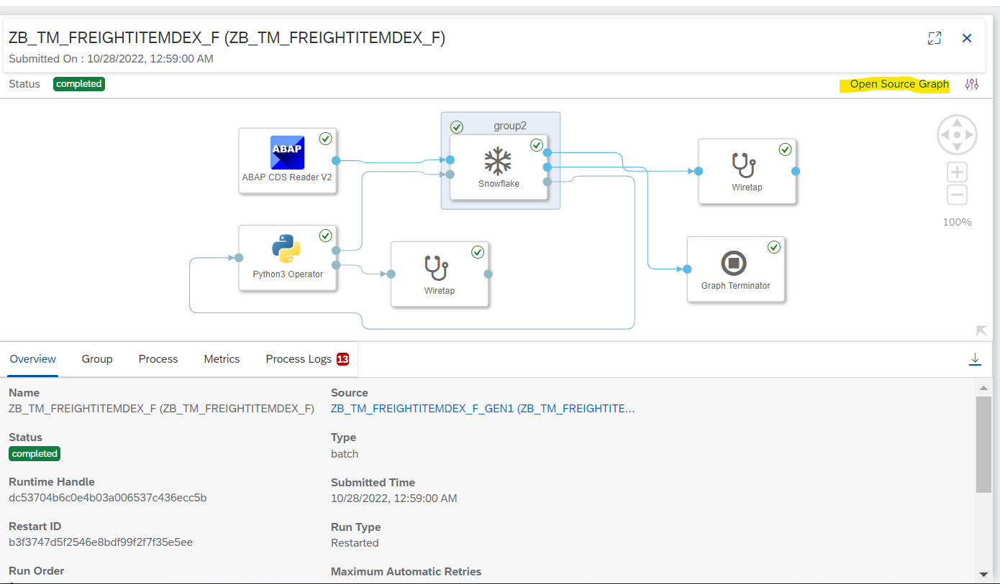 ZB_TM_FREIGHTITEMDEX_F (ZB_TM_FREIGHTITEMDEX_F)
Submitted On : 10/28/2022, 12:59:00 AM
Status completed Open Source Graph
group2
ABAP
ABAP CDS Reader V2
Snowflake
Wiretap
100%
Python3 Operator
Wiretap
Graph Terminator
Overview Group Process Metrics Process Logs 13
Name
ZB_TM_FREIGHTITEMDEX_F (ZB_TM_FREIGHTITEMDEX_F)
Source
ZB_TM_FREIGHTITEMDEX_F_GEN1 (ZB_TM_FREIGHTITE...
Status
completed
Type
batch
Runtime Handle
dc53704b6c0e4b03a006537c436ecc5b
Submitted Time
10/28/2022, 12:59:00 AM
Restart ID
b3f3747d5f2546e8bdf99f2f7f35e5ee
Run Type
Restarted
Run Order
Maximum Automatic Retries